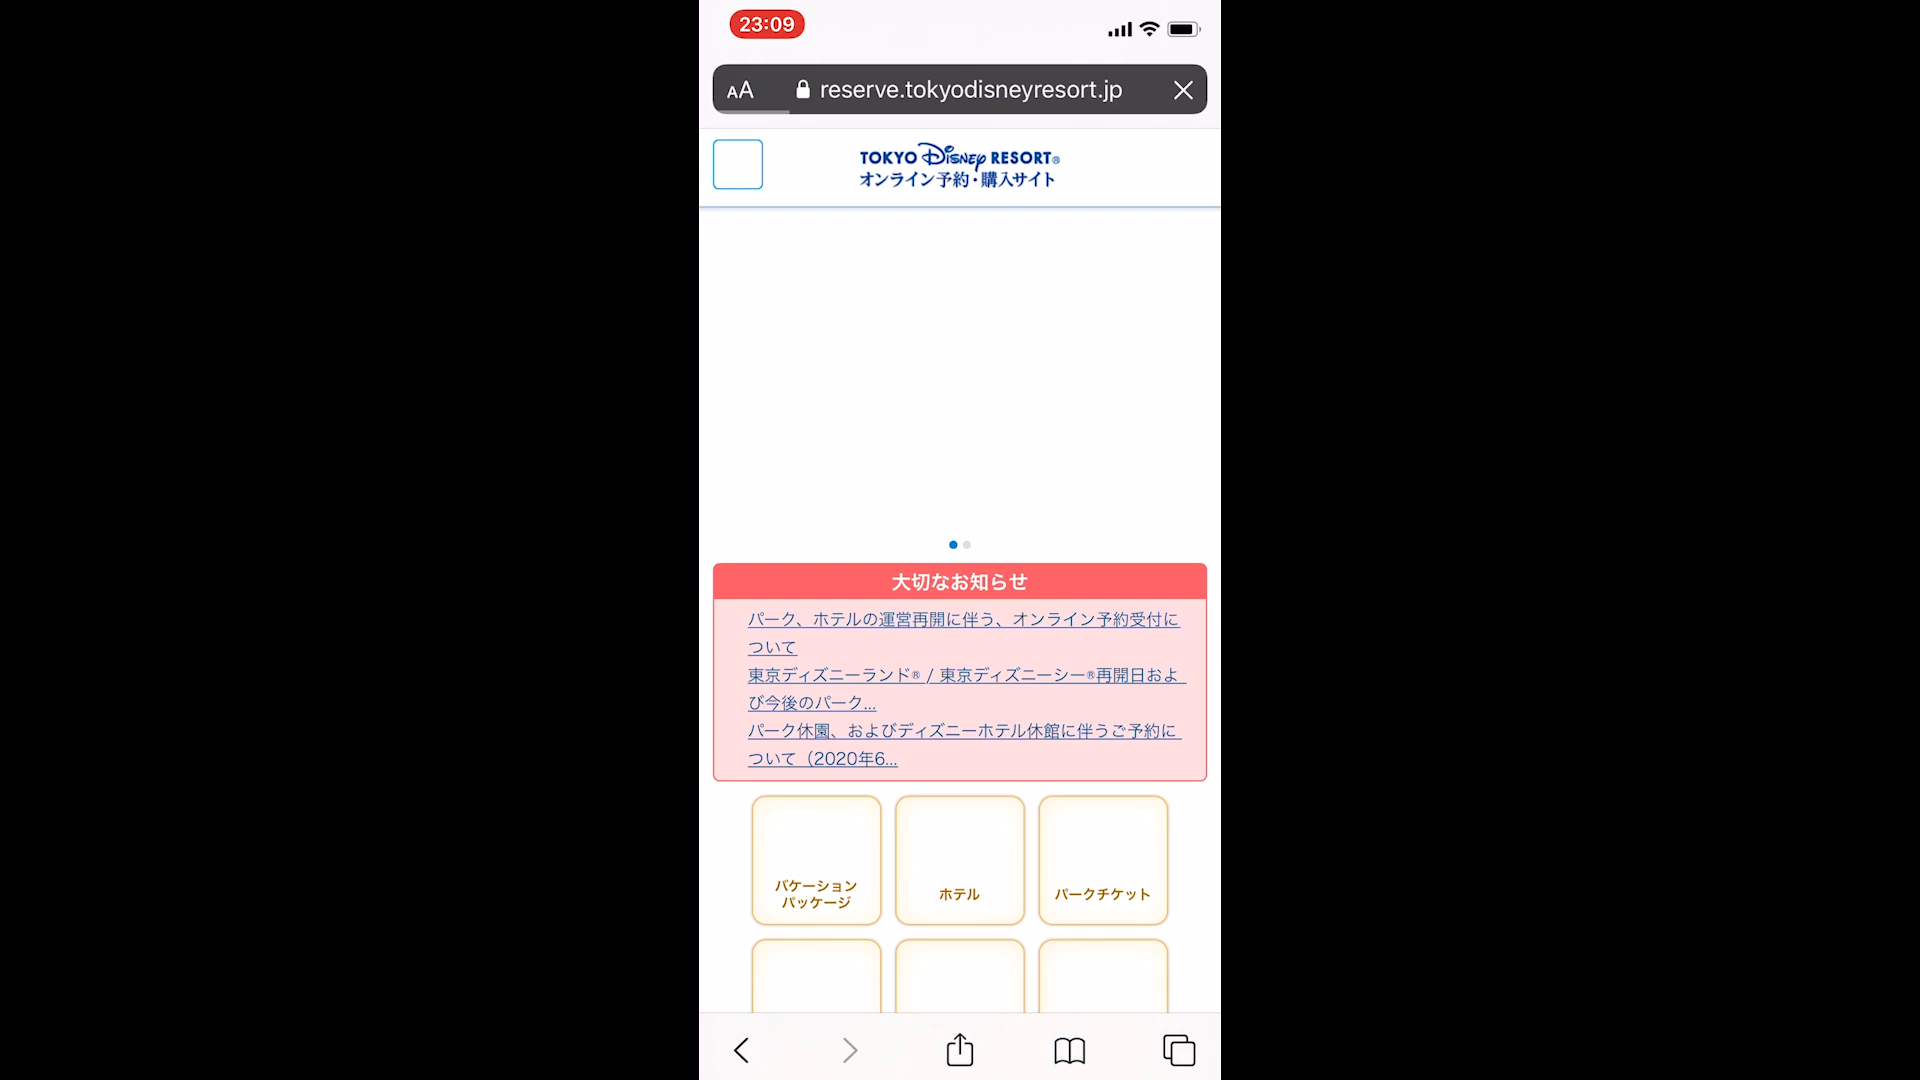 23:09
AA reserve.tokyodisneyresort.jp
TOKYO Disney RESORT®
オンライン予約・購入サイト
大切なお知らせ
パーク、ホテルの運営再開に伴う、オンライン予約受付に
ついて
東京ディズニーランド® / 東京ディズニーシー®再開日およ
び今後のパーク...
パーク休園、およびディズニーホテル休館に伴うご予約に
ついて（2020年6...
バケーション
パッケージ
ホテル
パークチケット